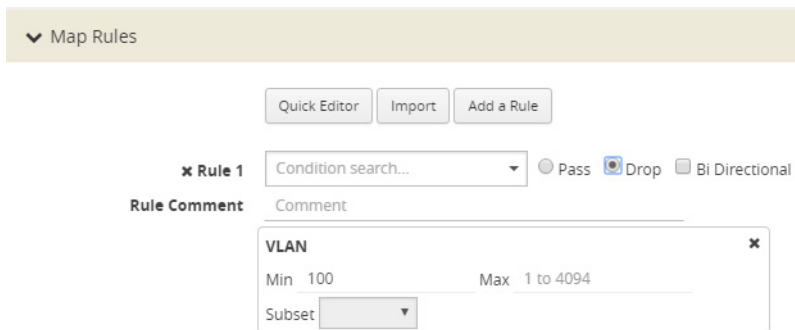 Map Rules
Quick Editor Import Add a Rule
Rule 1 Condition search... Pass Drop Bi Directional
Rule Comment Comment
VLAN
Min 100 Max 1 to 4094
Subset